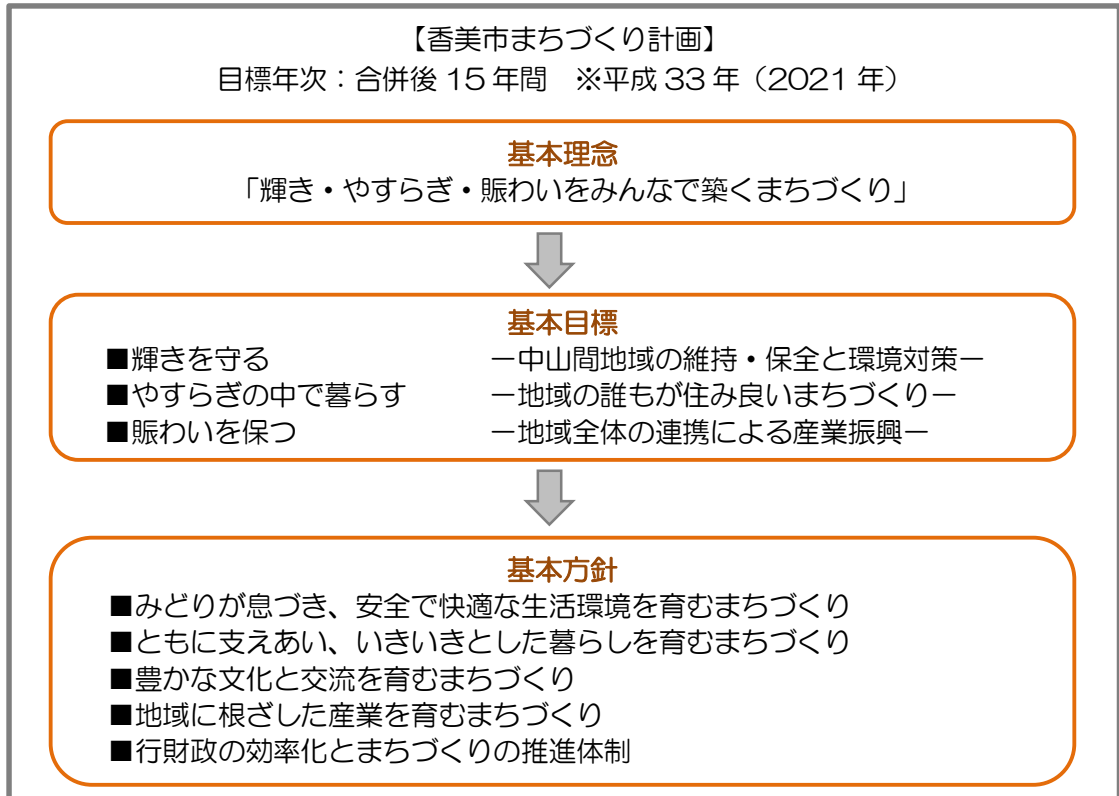 【香美市まちづくり計画】
目標年次：合併後 15 年間　※平成 33 年（2021 年）
基本理念
「輝き・やすらぎ・賑わいをみんなで築くまちづくり」
基本目標
■輝きを守る　－中山間地域の維持・保全と環境対策－
■やすらぎの中で暮らす　－地域の誰もが住み良いまちづくり－
■賑わいを保つ　－地域全体の連携による産業振興－
基本方針
■みどりが息づき、安全で快適な生活環境を育むまちづくり
■ともに支えあい、いきいきとした暮らしを育むまちづくり
■豊かな文化と交流を育むまちづくり
■地域に根ざした産業を育むまちづくり
■行財政の効率化とまちづくりの推進体制